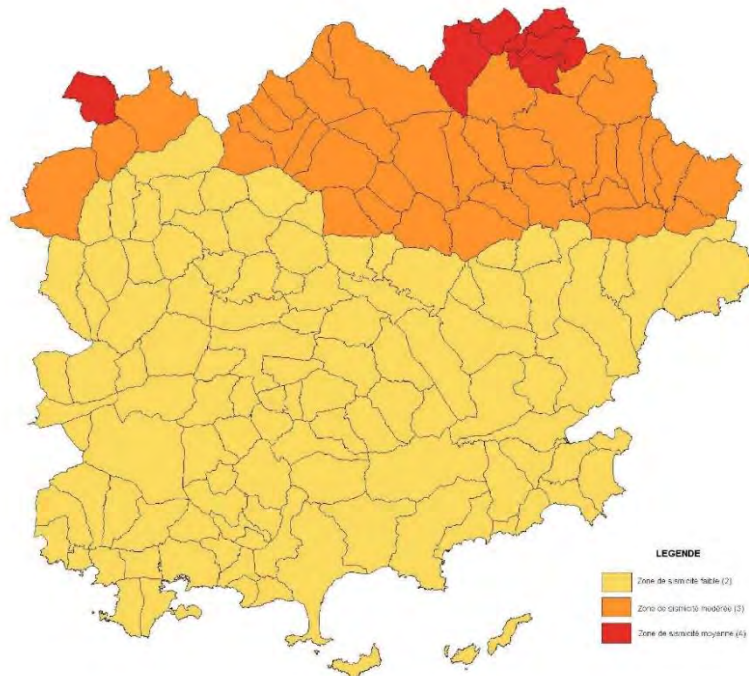 LEGENDE
Zone de sismicité faible (2)
Zone de sismicité modérée (3)
Zone de sismicité moyenne (4)